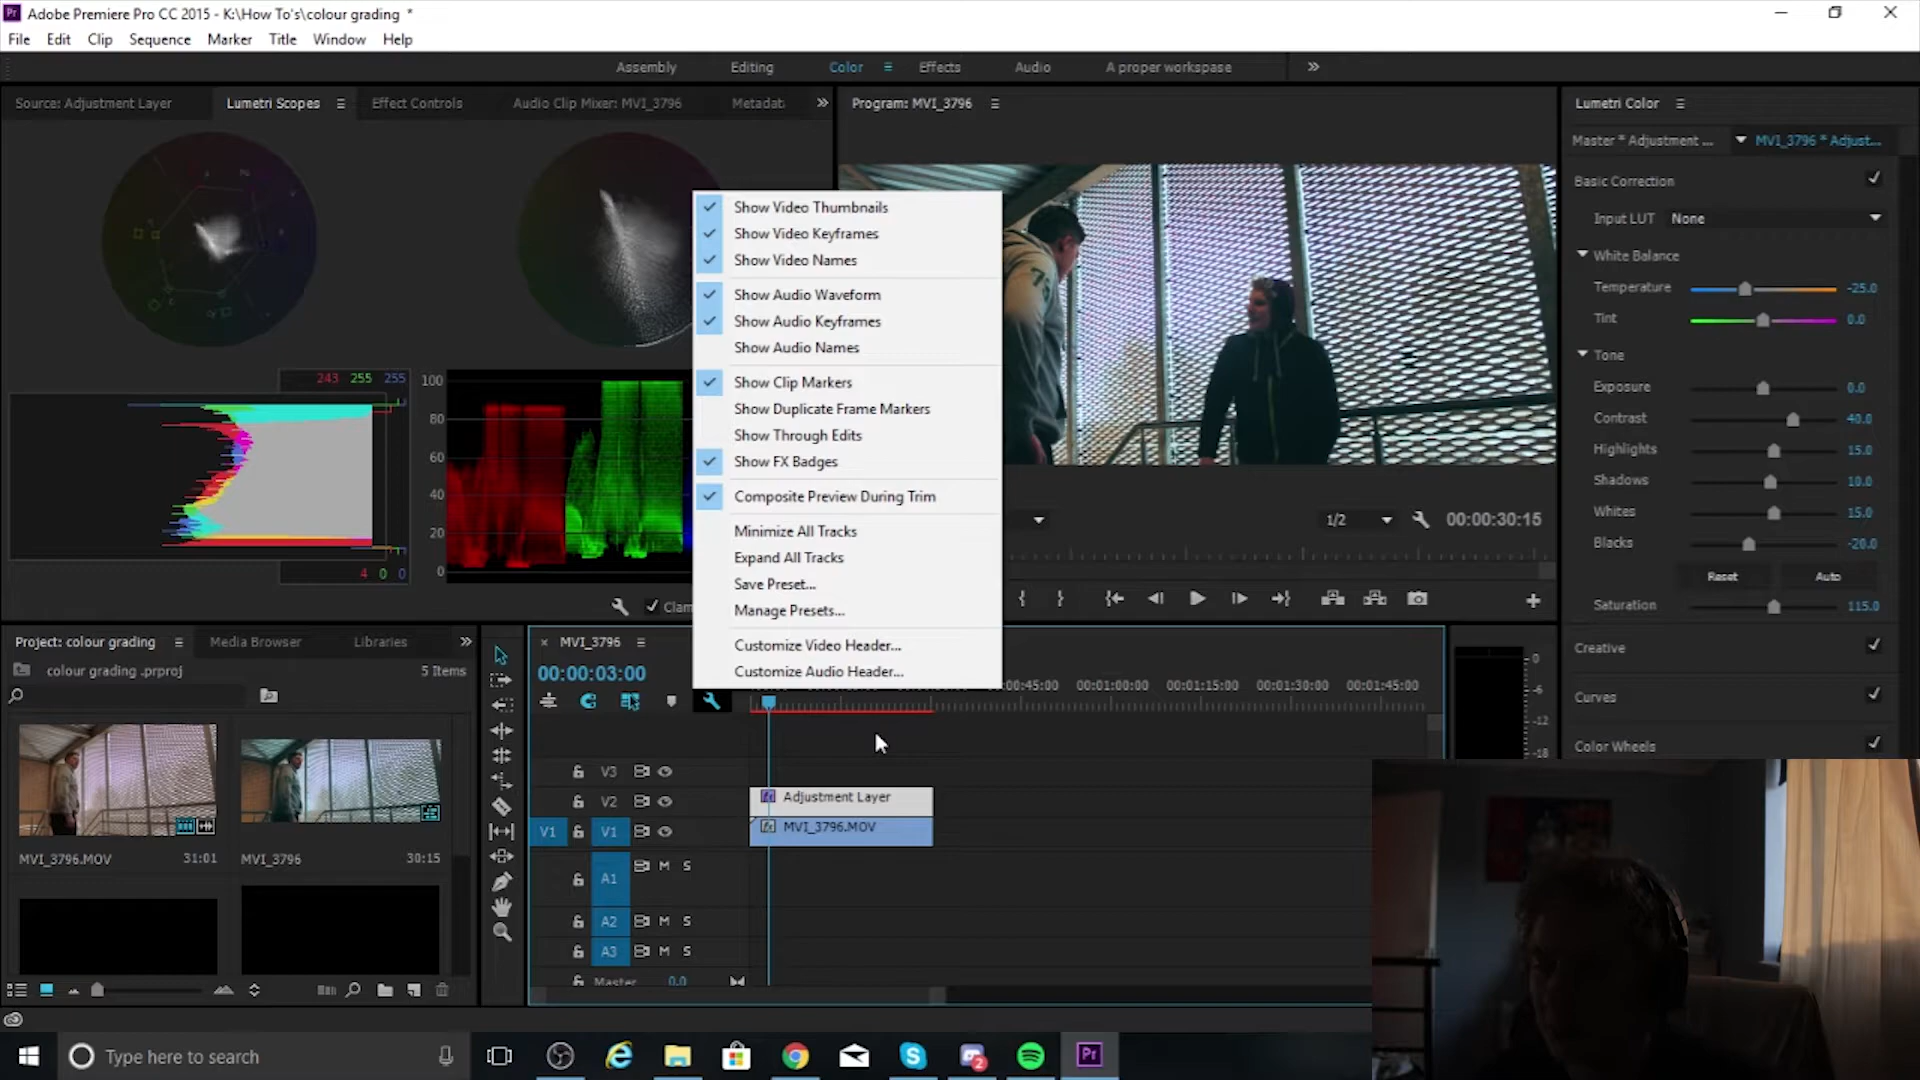 Adobe Premiere Pro CC 2015 - K:\How To's\colour grading *
File Edit Clip Sequence Marker Title Window Help
Assembly Editing Color Effects Audio A proper workspace
Source: Adjustment Layer Lumetri Scopes Effect Controls Audio Clip Mixer: MVI_3796 Metadat
Program: MVI_3796
Lumetri Color
Master * Adjustment ... MVI_3796 * Adjust...
Basic Correction
Input LUT None
White Balance
Temperature -25.0
Tint 0.0
Tone
Exposure 0.0
Contrast 40.0
Highlights 15.0
Shadows 10.0
Whites 15.0
Blacks -20.0
Reset Auto
Saturation 115.0
Creative
Curves
Color Wheels
243 255 255
4 0 0
100
80
60
40
20
0
Clam
Show Video Thumbnails
Show Video Keyframes
Show Video Names
Show Audio Waveform
Show Audio Keyframes
Show Audio Names
Show Clip Markers
Show Duplicate Frame Markers
Show Through Edits
Show FX Badges
Composite Preview During Trim
Minimize All Tracks
Expand All Tracks
Save Preset...
Manage Presets...
Customize Video Header...
Customize Audio Header...
1/2 00:00:30:15
Project: colour grading Media Browser Libraries
colour grading .prproj 5 Items
MVI_3796.MOV 31:01
MVI_3796 30:15
MVI_3796
00:00:03:00
00:45:00 00:01:00:00 00:01:15:00 00:01:30:00 00:01:45:00
V3
V2 Adjustment Layer
V1 V1 MVI_3796.MOV
A1 M S
A2 M S
A3 M S
Master 0.0
0
-6
-12
-18
Type here to search
2
Pr